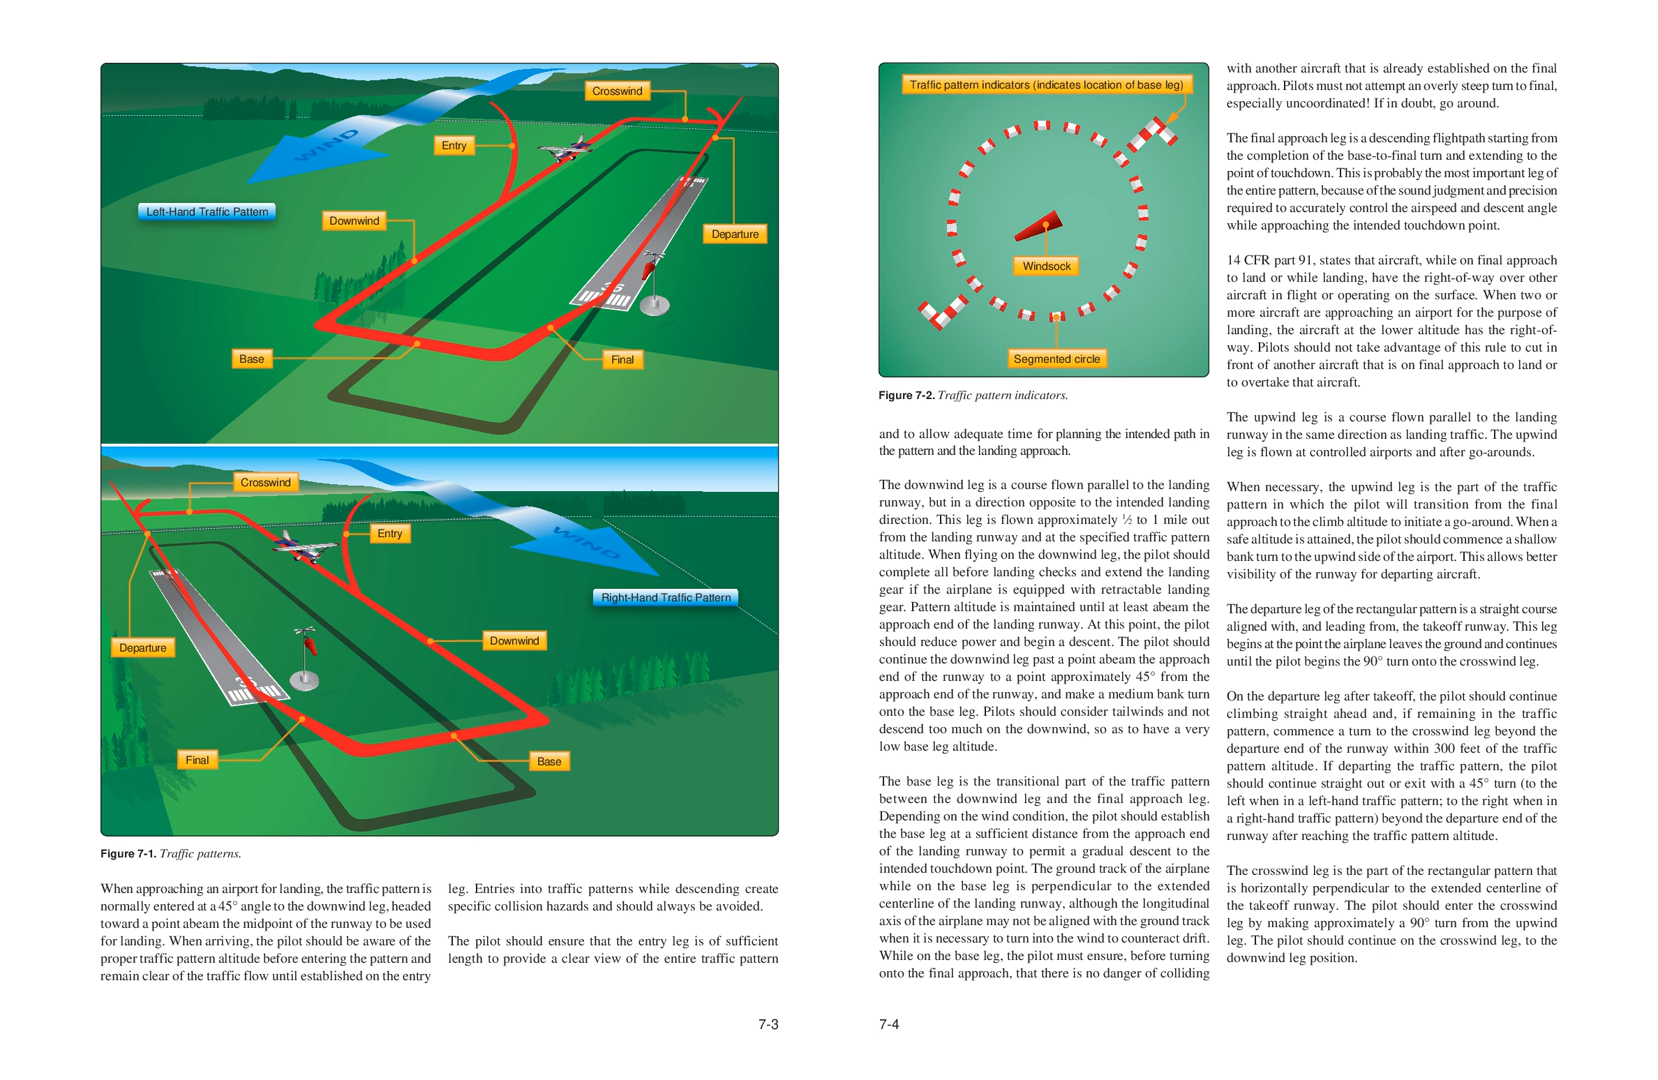 Crosswind
Entry
WIND
Left-Hand Traffic Pattern
Downwind
Departure
36
Base
Final
Crosswind
Entry
WIND
Right-Hand Traffic Pattern
Downwind
Departure
Final
Base
Figure 7-1. Traffic patterns.
When approaching an airport for landing, the traffic pattern is
normally entered at a 45° angle to the downwind leg, headed
toward a point abeam the midpoint of the runway to be used
for landing. When arriving, the pilot should be aware of the
proper traffic pattern altitude before entering the pattern and
remain clear of the traffic flow until established on the entry
leg. Entries into traffic patterns while descending create
specific collision hazards and should always be avoided.
The pilot should ensure that the entry leg is of sufficient
length to provide a clear view of the entire traffic pattern
7-3
Traffic pattern indicators (indicates location of base leg)
Windsock
Segmented circle
Figure 7-2. Traffic pattern indicators.
and to allow adequate time for planning the intended path in
the pattern and the landing approach.
The downwind leg is a course flown parallel to the landing
runway, but in a direction opposite to the intended landing
direction. This leg is flown approximately ½ to 1 mile out
from the landing runway and at the specified traffic pattern
altitude. When flying on the downwind leg, the pilot should
complete all before landing checks and extend the landing
gear if the airplane is equipped with retractable landing
gear. Pattern altitude is maintained until at least abeam the
approach end of the landing runway. At this point, the pilot
should reduce power and begin a descent. The pilot should
continue the downwind leg past a point abeam the approach
end of the runway to a point approximately 45° from the
approach end of the runway, and make a medium bank turn
onto the base leg. Pilots should consider tailwinds and not
descend too much on the downwind, so as to have a very
low base leg altitude.
The base leg is the transitional part of the traffic pattern
between the downwind leg and the final approach leg.
Depending on the wind condition, the pilot should establish
the base leg at a sufficient distance from the approach end
of the landing runway to permit a gradual descent to the
intended touchdown point. The ground track of the airplane
while on the base leg is perpendicular to the extended
centerline of the landing runway, although the longitudinal
axis of the airplane may not be aligned with the ground track
when it is necessary to turn into the wind to counteract drift.
While on the base leg, the pilot must ensure, before turning
onto the final approach, that there is no danger of colliding
with another aircraft that is already established on the final
approach. Pilots must not attempt an overly steep turn to final,
especially uncoordinated! If in doubt, go around.
The final approach leg is a descending flightpath starting from
the completion of the base-to-final turn and extending to the
point of touchdown. This is probably the most important leg of
the entire pattern, because of the sound judgment and precision
required to accurately control the airspeed and descent angle
while approaching the intended touchdown point.
14 CFR part 91, states that aircraft, while on final approach
to land or while landing, have the right-of-way over other
aircraft in flight or operating on the surface. When two or
more aircraft are approaching an airport for the purpose of
landing, the aircraft at the lower altitude has the right-of-
way. Pilots should not take advantage of this rule to cut in
front of another aircraft that is on final approach to land or
to overtake that aircraft.
The upwind leg is a course flown parallel to the landing
runway in the same direction as landing traffic. The upwind
leg is flown at controlled airports and after go-arounds.
When necessary, the upwind leg is the part of the traffic
pattern in which the pilot will transition from the final
approach to the climb altitude to initiate a go-around. When a
safe altitude is attained, the pilot should commence a shallow
bank turn to the upwind side of the airport. This allows better
visibility of the runway for departing aircraft.
The departure leg of the rectangular pattern is a straight course
aligned with, and leading from, the takeoff runway. This leg
begins at the point the airplane leaves the ground and continues
until the pilot begins the 90° turn onto the crosswind leg.
On the departure leg after takeoff, the pilot should continue
climbing straight ahead and, if remaining in the traffic
pattern, commence a turn to the crosswind leg beyond the
departure end of the runway within 300 feet of the traffic
pattern altitude. If departing the traffic pattern, the pilot
should continue straight out or exit with a 45° turn (to the
left when in a left-hand traffic pattern; to the right when in
a right-hand traffic pattern) beyond the departure end of the
runway after reaching the traffic pattern altitude.
The crosswind leg is the part of the rectangular pattern that
is horizontally perpendicular to the extended centerline of
the takeoff runway. The pilot should enter the crosswind
leg by making approximately a 90° turn from the upwind
leg. The pilot should continue on the crosswind leg, to the
downwind leg position.
7-4